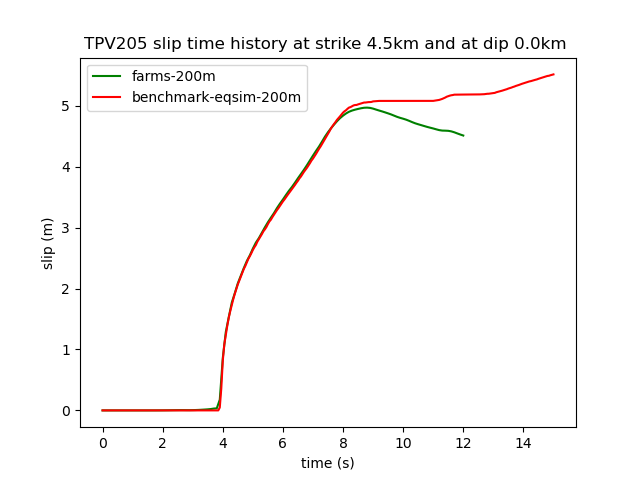 TPV205 slip time history at strike 4.5km and at dip 0.0km
farms-200m
benchmark-eqsim-200m
5
4
3
2
1
0
slip (m)
0 2 4 6 8 10 12 14
time (s)